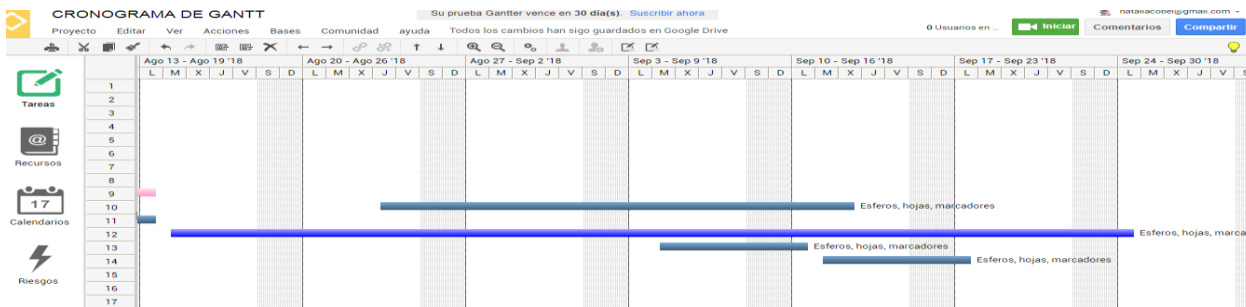 CRONOGRAMA DE GANTT
Su prueba Gantter vence en 30 día(s). Suscribir ahora
nataliacobe@gmail.com
Proyecto Editar Ver Acciones Bases Comunidad ayuda Todos los cambios han sigo guardados en Google Drive
0 Usuarios en ... Iniciar Comentarios Compartir
Ago 13 - Ago 19 '18 Ago 20 - Ago 26 '18 Ago 27 - Sep 2 '18 Sep 3 - Sep 9 '18 Sep 10 - Sep 16 '18 Sep 17 - Sep 23 '18 Sep 24 - Sep 30 '18
L M X J V S D L M X J V S D L M X J V S D L M X J V S D L M X J V S D L M X J V S D L M X J V S
Tareas
Recursos
17
Calendarios
Riesgos
1
2
3
4
5
6
7
8
9
10 Esferos, hojas, marcadores
11
12 Esferos, hojas, marca
13 Esferos, hojas, marcadores
14 Esferos, hojas, marcadores
15
16
17